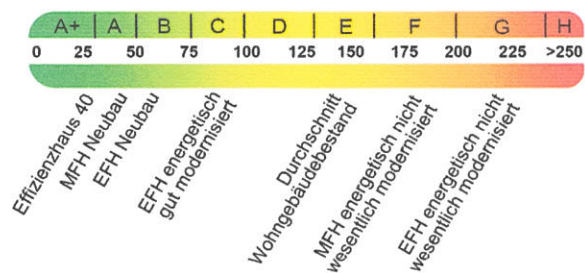 A+ A B C D E F G H
0 25 50 75 100 125 150 175 200 225 >250
Effizienzhaus 40
MFH Neubau
EFH Neubau
EFH energetisch
gut modernisiert
Durchschnitt
Wohngebäudebestand
MFH energetisch nicht
wesentlich modernisiert
EFH energetisch nicht
wesentlich modernisiert